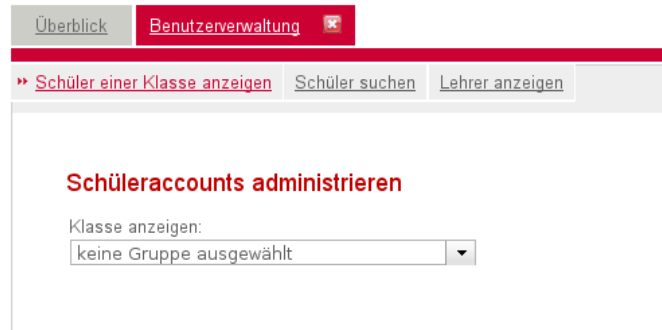 Überblick Benutzerverwaltung
Schüler einer Klasse anzeigen Schüler suchen Lehrer anzeigen
Schüleraccounts administrieren
Klasse anzeigen:
keine Gruppe ausgewählt